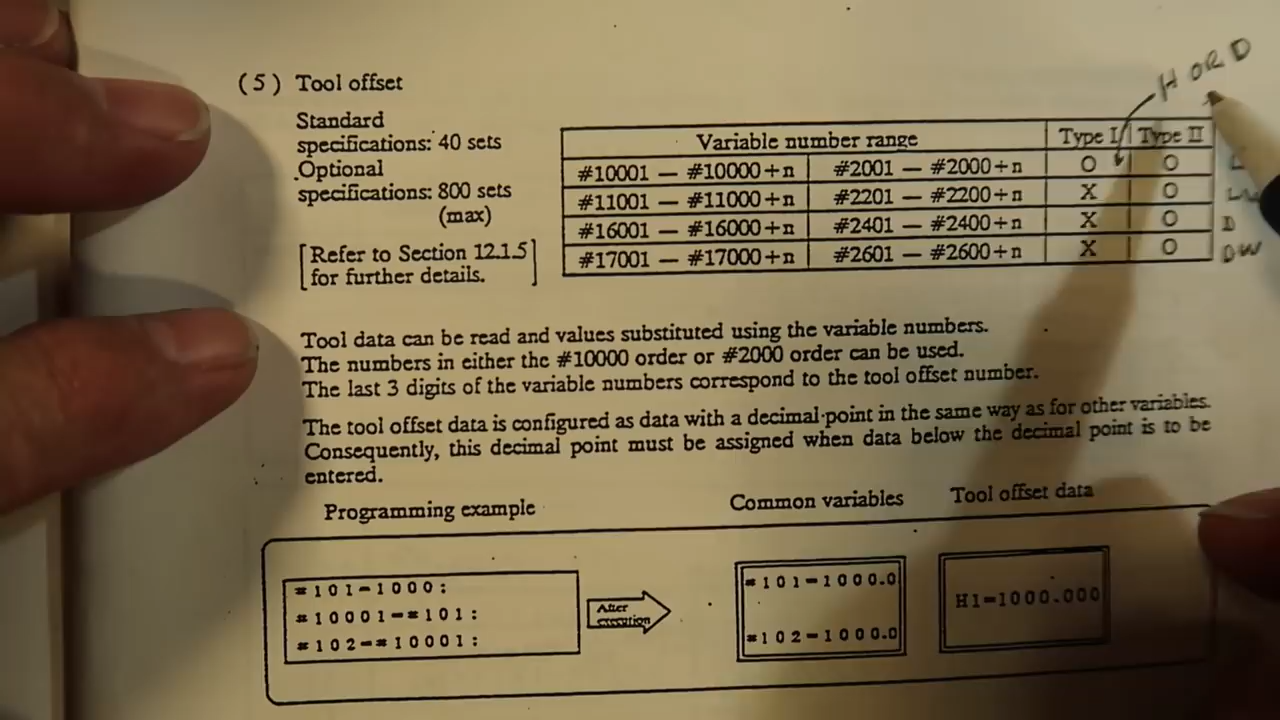 H OR D
(5) Tool offset
Standard
specifications: 40 sets
Optional
specifications: 800 sets
(max)
[Refer to Section 12.1.5
for further details.]
Variable number range Type I Type II
#10001 — #10000+n #2001 — #2000+n O O
#11001 — #11000+n #2201 — #2200+n X O
#16001 — #16000+n #2401 — #2400+n X O D
#17001 — #17000+n #2601 — #2600+n X O DW
Tool data can be read and values substituted using the variable numbers.
The numbers in either the #10000 order or #2000 order can be used.
The last 3 digits of the variable numbers correspond to the tool offset number.
The tool offset data is configured as data with a decimal point in the same way as for other variables.
Consequently, this decimal point must be assigned when data below the decimal point is to be
entered.
Programming example Common variables Tool offset data
#101=1000;
#10001=#101;
#102=#10001;
After
execution
#101=1000.0
#102=1000.0
H1=1000.000